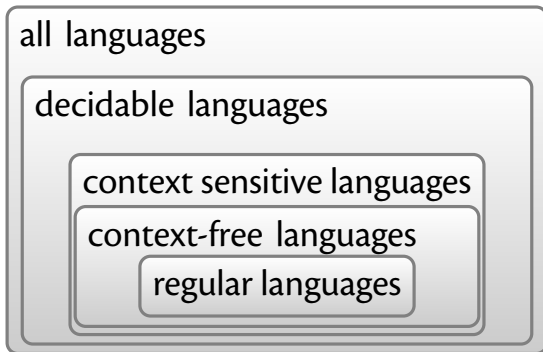 all languages
decidable languages
context sensitive languages
context-free languages
regular languages